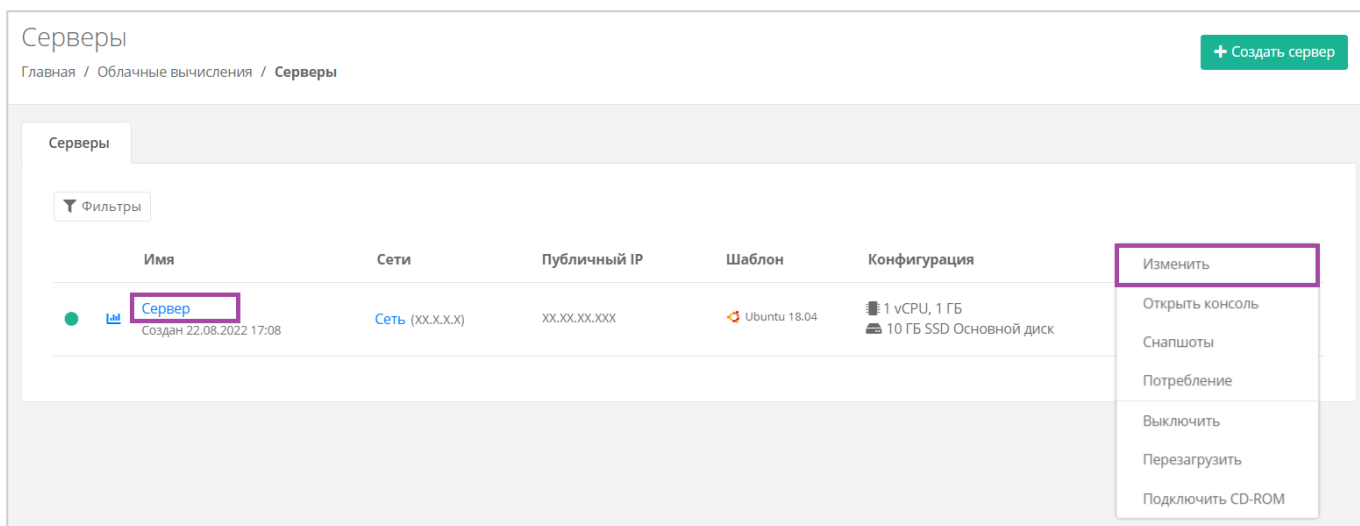 Серверы
+ Создать сервер
Главная / Облачные вычисления / Серверы
Серверы
Фильтры
Имя Сети Публичный IP Шаблон Конфигурация
Сервер
Создан 22.08.2022 17:08
Сеть (XX.X.X.X)
XX.XX.XX.XXX
Ubuntu 18.04
1 vCPU, 1 ГБ
10 ГБ SSD Основной диск
Изменить
Открыть консоль
Снапшоты
Потребление
Выключить
Перезагрузить
Подключить CD-ROM